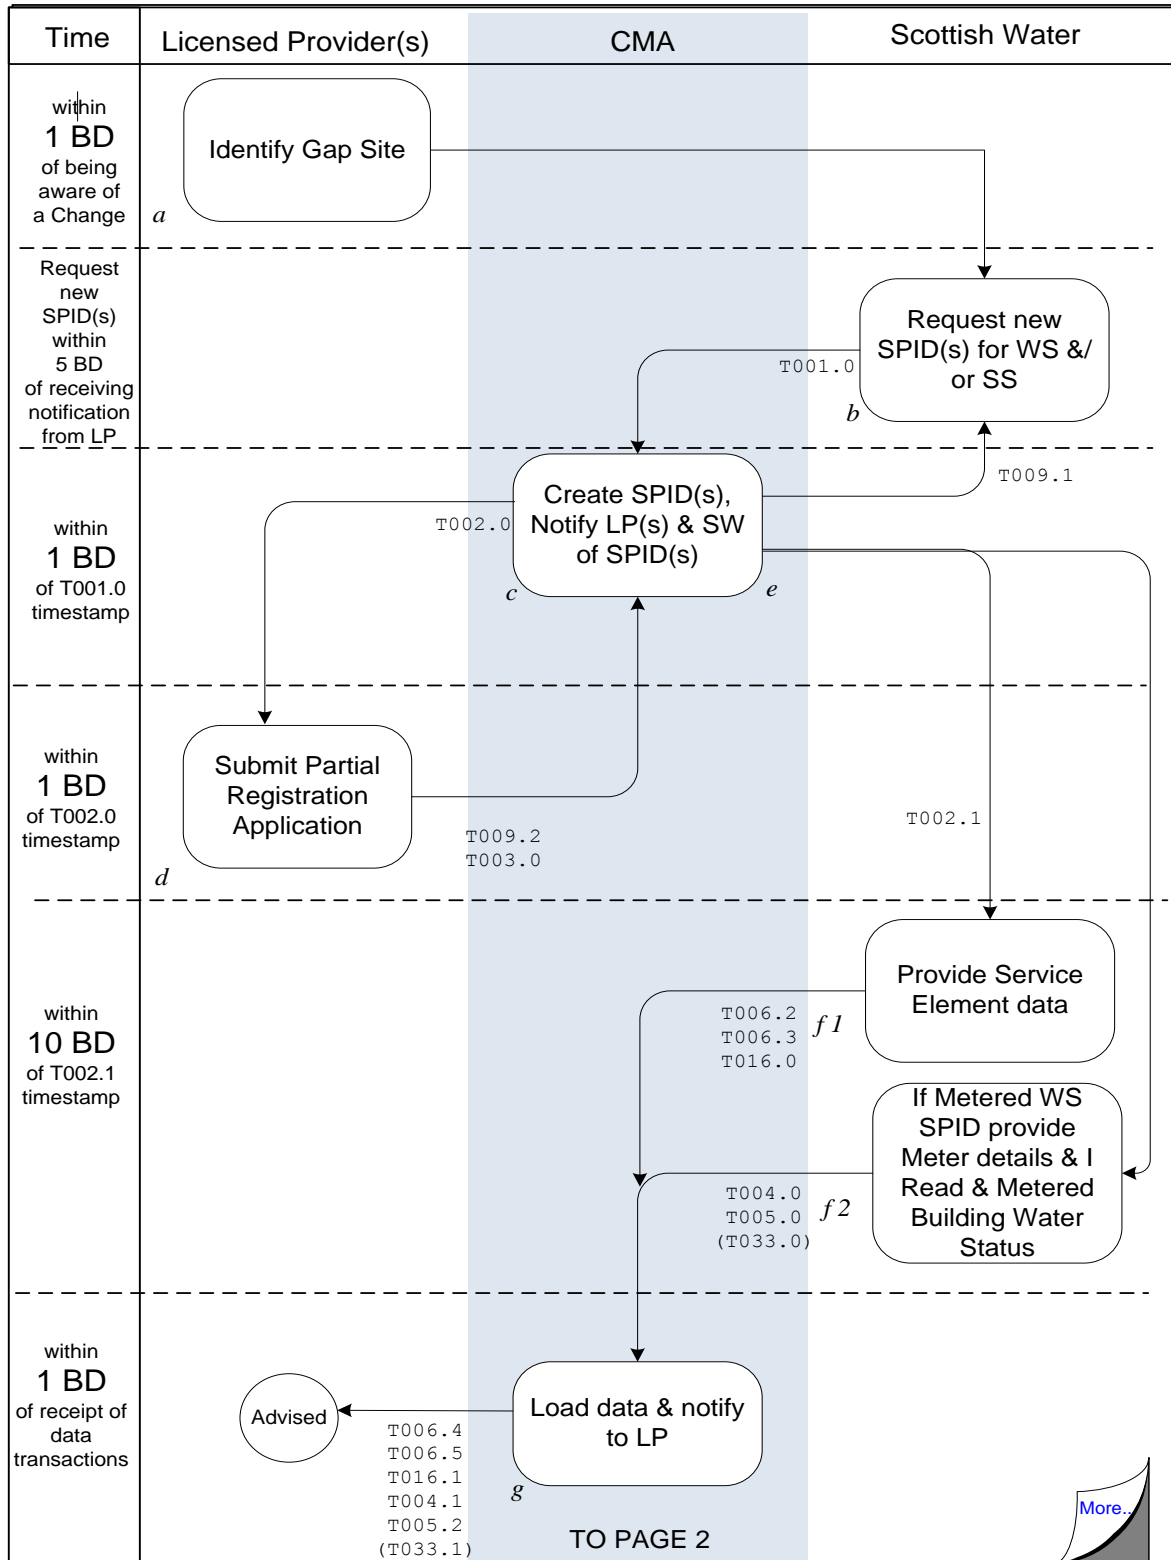 Time
Licensed Provider(s)
CMA
Scottish Water
within
1 BD
of being
aware of
a Change
Identify Gap Site
a
Request
new
SPID(s)
within
5 BD
of receiving
notification
from LP
Request new
SPID(s) for WS &/
or SS
T001.0
b
within
1 BD
of T001.0
timestamp
Create SPID(s),
Notify LP(s) & SW
of SPID(s)
T002.0
T009.1
c
e
within
1 BD
of T002.0
timestamp
Submit Partial
Registration
Application
T009.2
T003.0
d
T002.1
within
10 BD
of T002.1
timestamp
Provide Service
Element data
T006.2
T006.3
T016.0
f1
If Metered WS
SPID provide
Meter details & I
Read & Metered
Building Water
Status
T004.0
T005.0
(T033.0)
f2
within
1 BD
of receipt of
data
transactions
Advised
Load data & notify
to LP
T006.4
T006.5
T016.1
T004.1
T005.2
(T033.1)
g
TO PAGE 2
More..